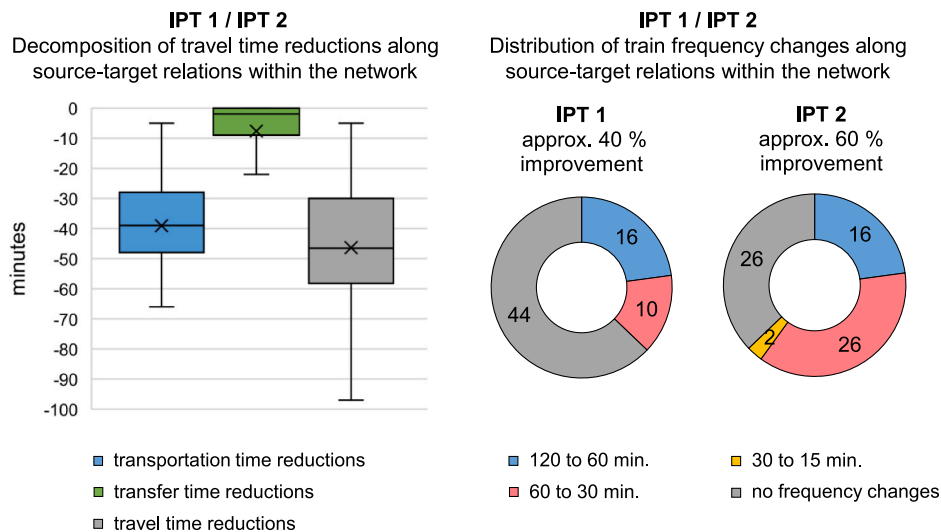 IPT 1 / IPT 2
Decomposition of travel time reductions along
source-target relations within the network
minutes
0
-10
-20
-30
-40
-50
-60
-70
-80
-90
-100
transportation time reductions
transfer time reductions
travel time reductions
IPT 1 / IPT 2
Distribution of train frequency changes along
source-target relations within the network
IPT 1
approx. 40 %
improvement
16
10
44
IPT 2
approx. 60 %
improvement
16
26
2
26
120 to 60 min.
30 to 15 min.
60 to 30 min.
no frequency changes